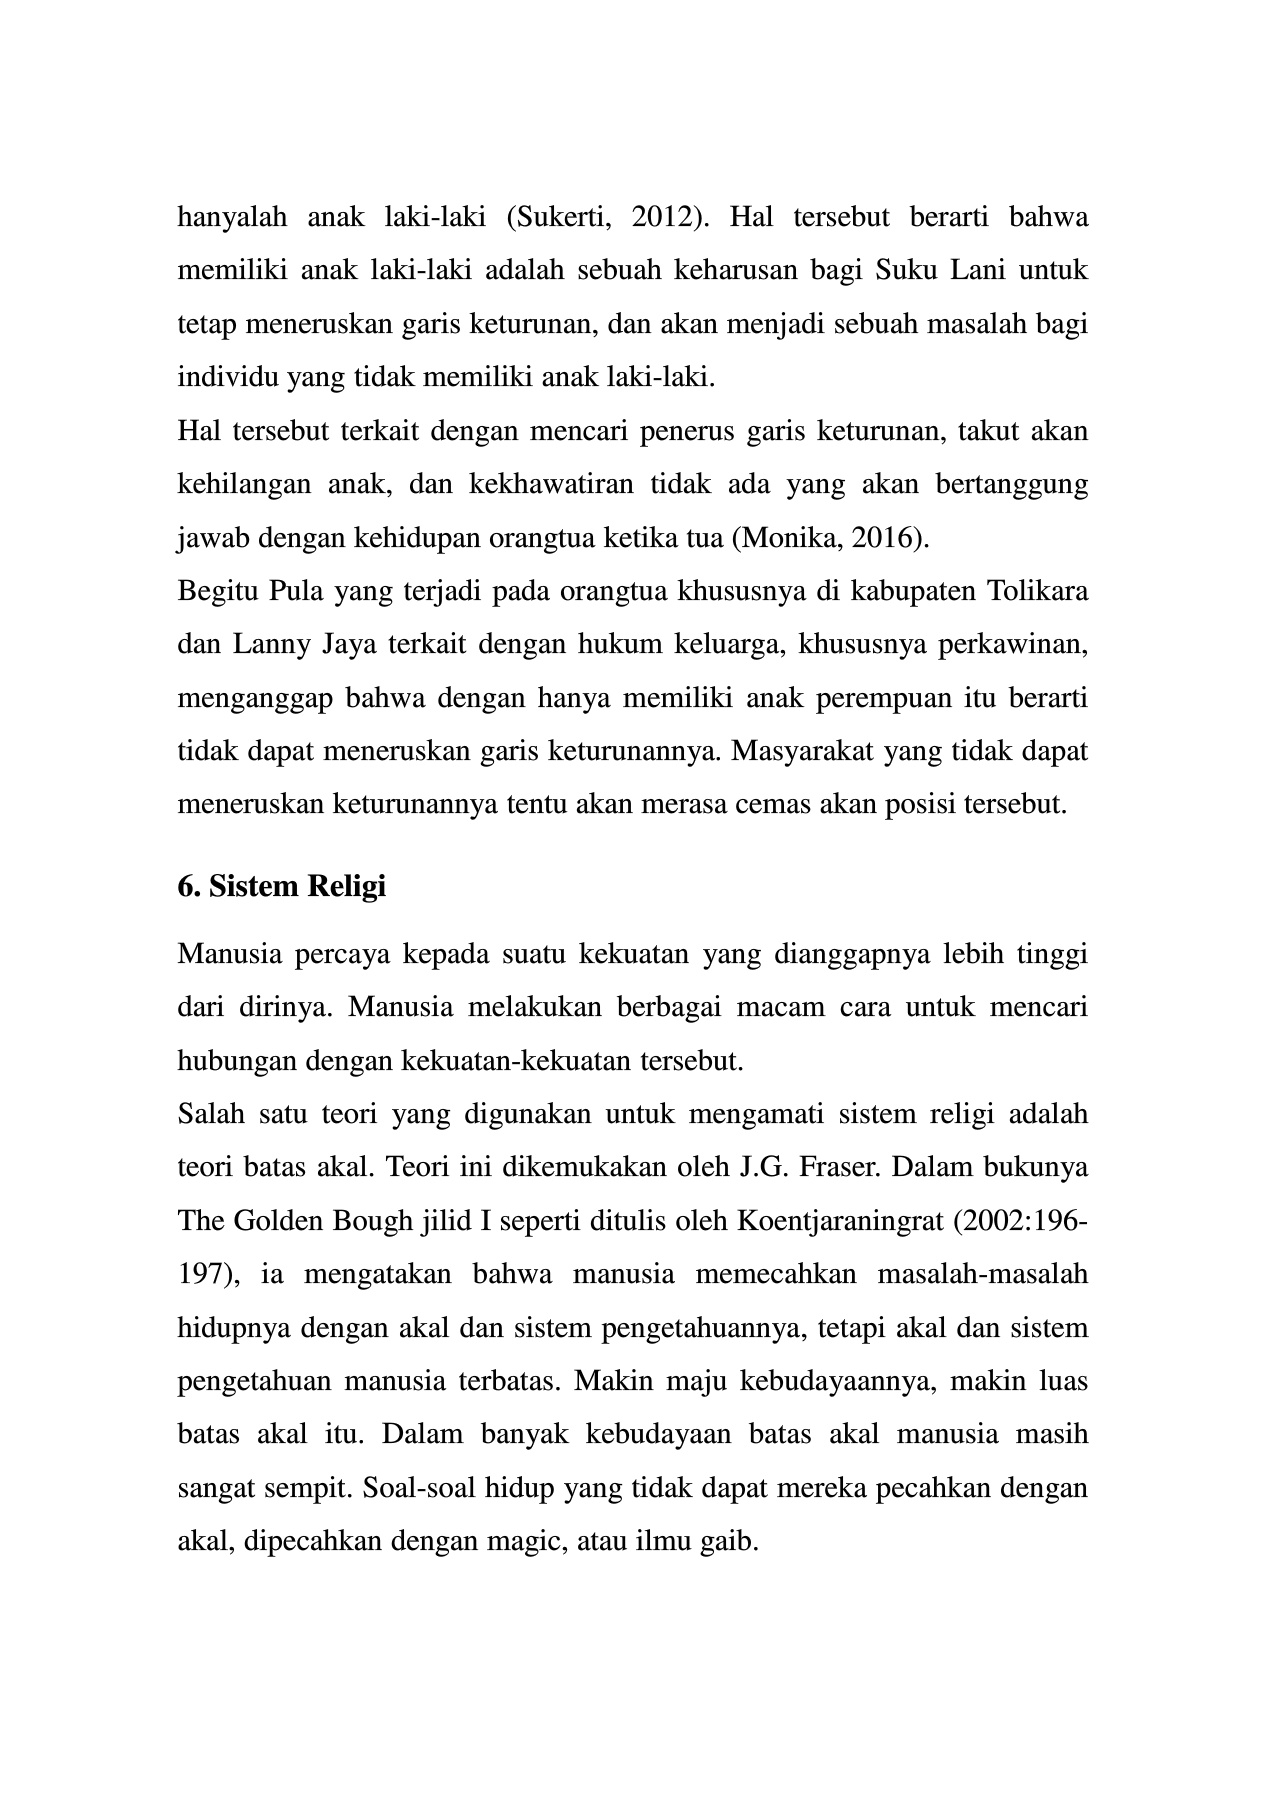 hanyalah anak laki-laki (Sukerti, 2012). Hal tersebut berarti bahwa
memiliki anak laki-laki adalah sebuah keharusan bagi Suku Lani untuk
tetap meneruskan garis keturunan, dan akan menjadi sebuah masalah bagi
individu yang tidak memiliki anak laki-laki.
Hal tersebut terkait dengan mencari penerus garis keturunan, takut akan
kehilangan anak, dan kekhawatiran tidak ada yang akan bertanggung
jawab dengan kehidupan orangtua ketika tua (Monika, 2016).
Begitu Pula yang terjadi pada orangtua khususnya di kabupaten Tolikara
dan Lanny Jaya terkait dengan hukum keluarga, khususnya perkawinan,
menganggap bahwa dengan hanya memiliki anak perempuan itu berarti
tidak dapat meneruskan garis keturunannya. Masyarakat yang tidak dapat
meneruskan keturunannya tentu akan merasa cemas akan posisi tersebut.
6. Sistem Religi
Manusia percaya kepada suatu kekuatan yang dianggapnya lebih tinggi
dari dirinya. Manusia melakukan berbagai macam cara untuk mencari
hubungan dengan kekuatan-kekuatan tersebut.
Salah satu teori yang digunakan untuk mengamati sistem religi adalah
teori batas akal. Teori ini dikemukakan oleh J.G. Fraser. Dalam bukunya
The Golden Bough jilid I seperti ditulis oleh Koentjaraningrat (2002:196-
197), ia mengatakan bahwa manusia memecahkan masalah-masalah
hidupnya dengan akal dan sistem pengetahuannya, tetapi akal dan sistem
pengetahuan manusia terbatas. Makin maju kebudayaannya, makin luas
batas akal itu. Dalam banyak kebudayaan batas akal manusia masih
sangat sempit. Soal-soal hidup yang tidak dapat mereka pecahkan dengan
akal, dipecahkan dengan magic, atau ilmu gaib.